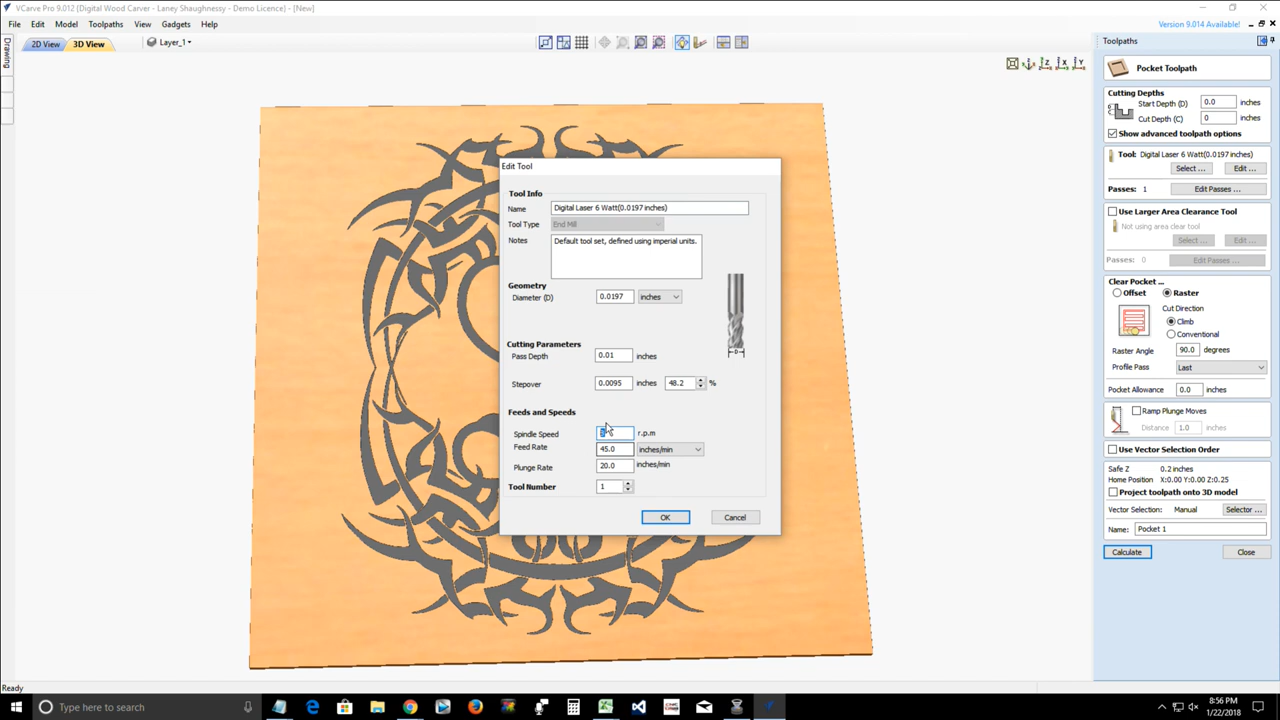 VCarve Pro 9.012 (Digital Wood Carver - Laney Shaughnessy - Demo Licence) - [New]
File Edit Model Toolpaths View Gadgets Help
Version 9.014 Available!
Drawing
2D View 3D View Layer_1
X Z X Y
Edit Tool
Tool Info
Name Digital Laser 6 Watt(0.0197 inches)
Tool Type End Mill
Notes Default tool set, defined using imperial units.
Geometry
Diameter (D) 0.0197 inches
D
Cutting Parameters
Pass Depth 0.01 inches
Stepover 0.0095 inches 48.2 %
Feeds and Speeds
Spindle Speed r.p.m
Feed Rate 45.0 inches/min
Plunge Rate 20.0 inches/min
Tool Number 1
OK Cancel
Toolpaths
Pocket Toolpath
Cutting Depths
Start Depth (D) 0.0 inches
Cut Depth (C) 0 inches
Show advanced toolpath options
Tool: Digital Laser 6 Watt(0.0197 inches)
Select ... Edit ...
Passes: 1 Edit Passes ...
Use Larger Area Clearance Tool
Not using area clear tool
Select ... Edit ...
Passes: 0 Edit Passes ...
Clear Pocket ...
Offset Raster
Cut Direction
Climb
Conventional
Raster Angle 90.0 degrees
Profile Pass Last
Pocket Allowance 0.0 inches
Ramp Plunge Moves
Distance 1.0 inches
Use Vector Selection Order
Safe Z 0.2 inches
Home Position X:0.00 Y:0.00 Z:0.25
Project toolpath onto 3D model
Vector Selection: Manual Selector ...
Name: Pocket 1
Calculate Close
Ready
Type here to search
8:56 PM
1/22/2018